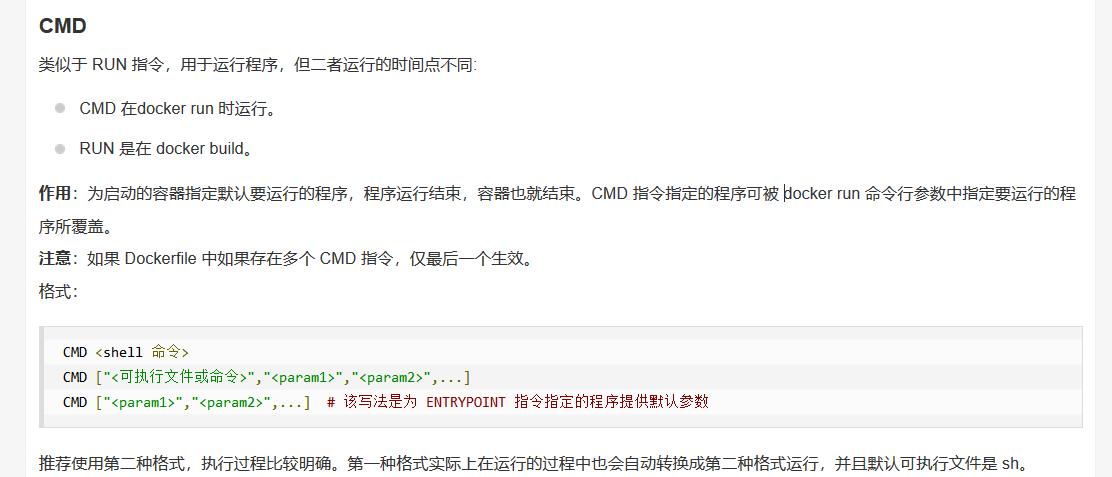 CMD
类似于 RUN 指令，用于运行程序，但二者运行的时间点不同:
CMD 在docker run 时运行。
RUN 是在 docker build。
作用：为启动的容器指定默认要运行的程序，程序运行结束，容器也就结束。CMD 指令指定的程序可被 docker run 命令行参数中指定要运行的程
序所覆盖。
注意：如果 Dockerfile 中如果存在多个 CMD 指令，仅最后一个生效。
格式：
CMD <shell 命令>
CMD ["<可执行文件或命令>","<param1>","<param2>",...]
CMD ["<param1>","<param2>",...]  # 该写法是为 ENTRYPOINT 指令指定的程序提供默认参数
推荐使用第二种格式，执行过程比较明确。第一种格式实际上在运行的过程中也会自动转换成第二种格式运行，并且默认可执行文件是 sh。